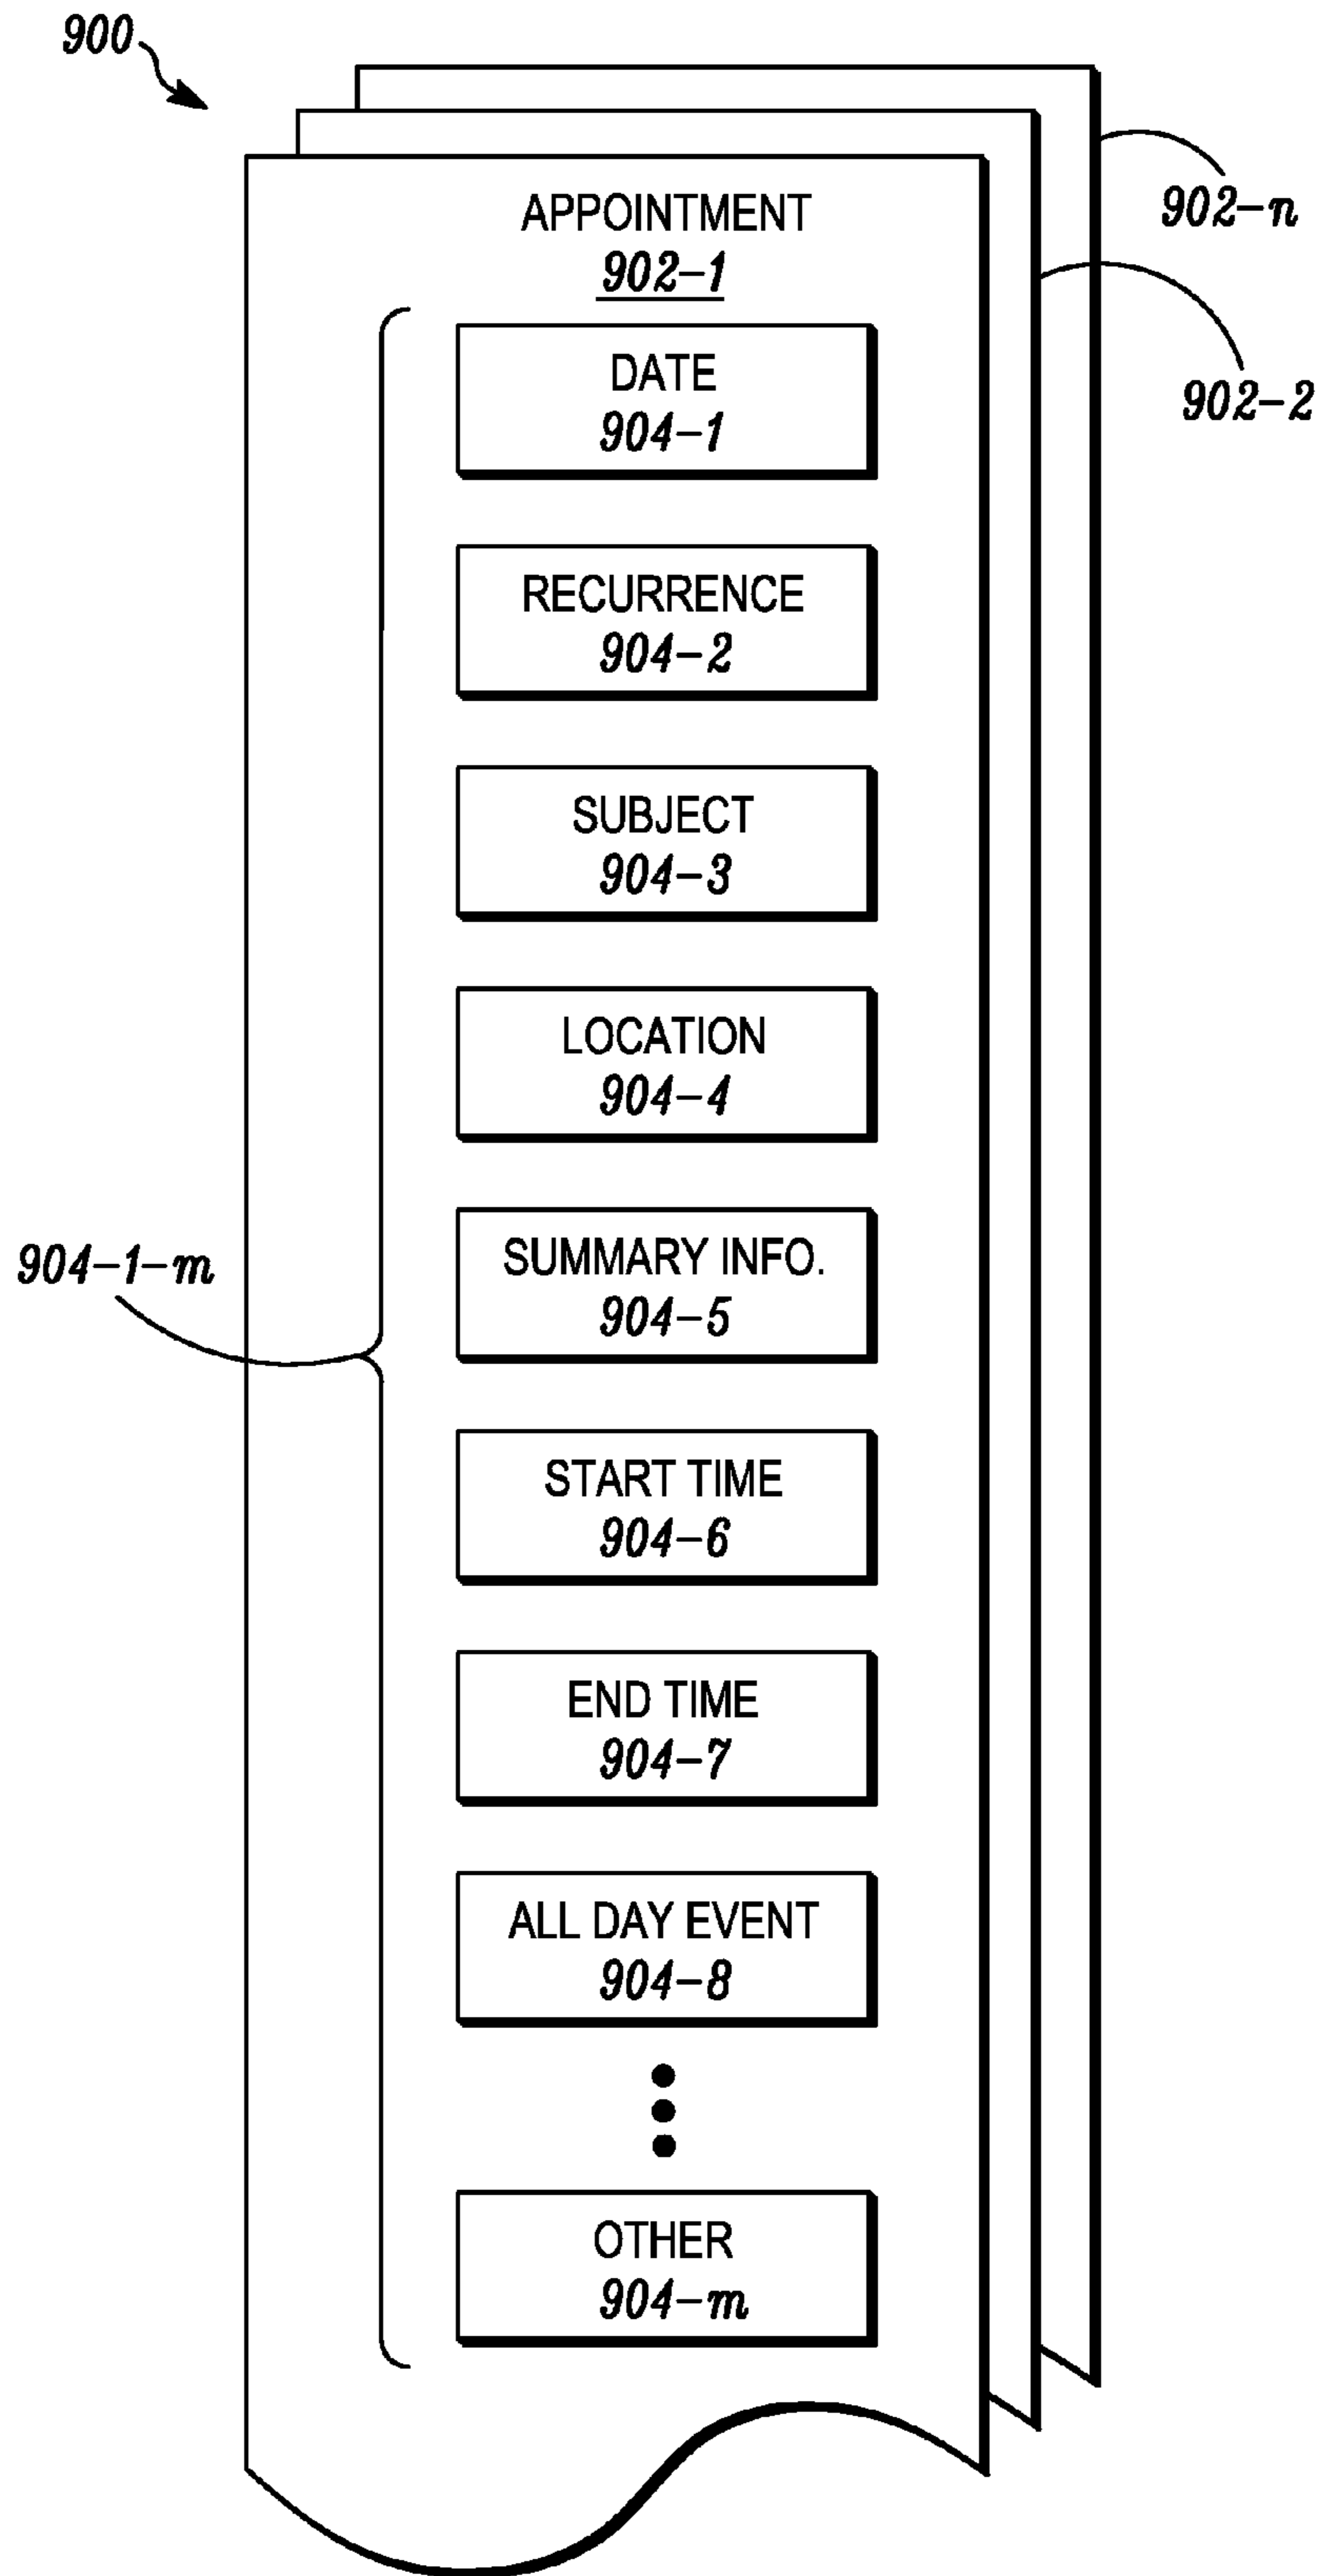 900
902-n
APPOINTMENT
902-1
902-2
DATE
904-1
RECURRENCE
904-2
SUBJECT
904-3
LOCATION
904-4
904-1-m
SUMMARY INFO.
904-5
START TIME
904-6
END TIME
904-7
ALL DAY EVENT
904-8
OTHER
904-m